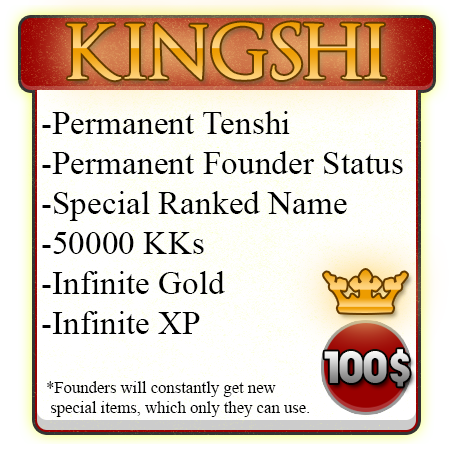 KINGSHI
-Permanent Tenshi
-Permanent Founder Status
-Special Ranked Name
-50000 KKs
-Infinite Gold
-Infinite XP
100$
*Founders will constantly get new
special items, which only they can use.